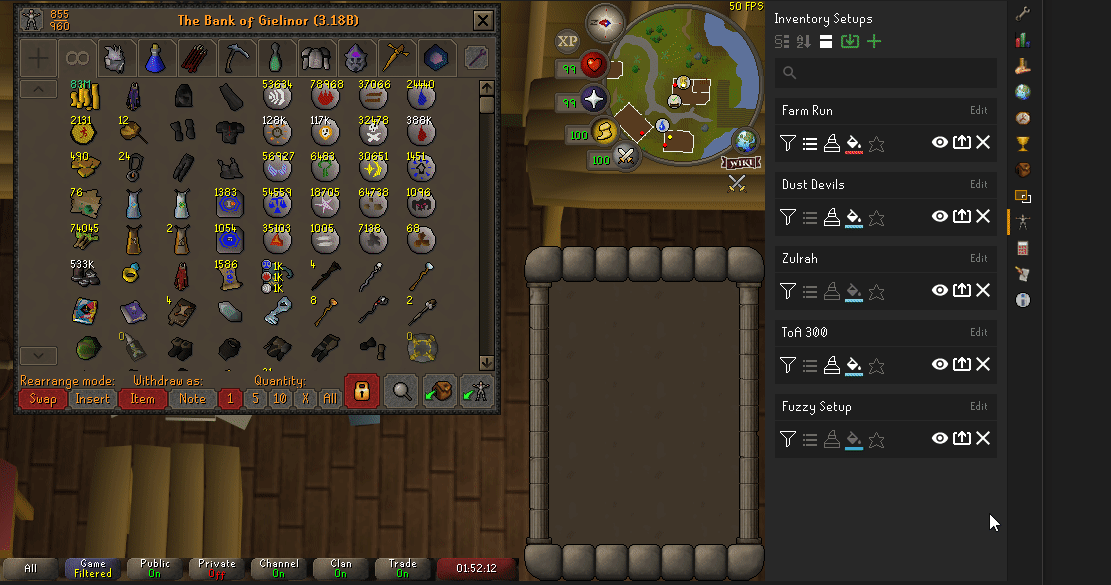 855
960
The Bank of Gielinor (3.18B)
83M
53634
78968
37066
24440
2131
12
128K
117K
32478
388K
490
24
56927
6483
30651
1451
76
1383
54559
18705
64738
1096
74045
2
1054
35103
1005
7136
68
533K
1586
1K
1K
1K
4
4
8
2
0
0
Rearrange mode:
Withdraw as:
Quantity:
Swap
Insert
Item
Note
1
5
10
X
All
All
Game
Filtered
Public
On
Private
Off
Channel
On
Clan
On
Trade
On
01:52:12
50 FPS
XP
99
99
100
100
WIKI
Inventory Setups
Farm Run
Edit
Dust Devils
Edit
Zulrah
Edit
ToA 300
Edit
Fuzzy Setup
Edit